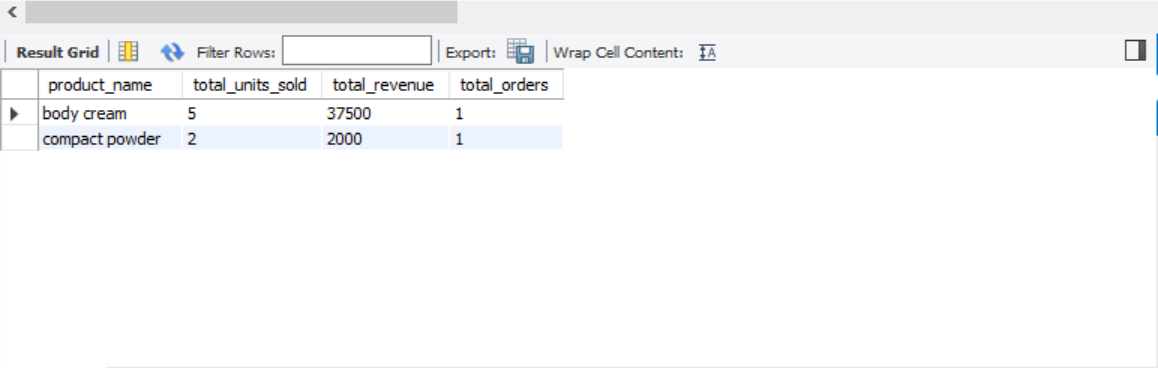 Result Grid Filter Rows: Export: Wrap Cell Content: IA
product_name total_units_sold total_revenue total_orders
body cream 5 37500 1
compact powder 2 2000 1